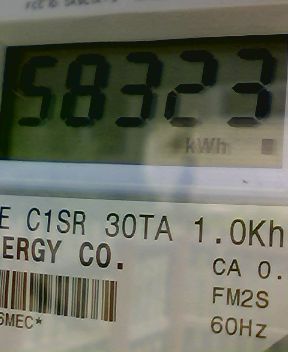 58323
kWh
E C1SR 30TA 1.0Kh
ERGY CO.
CA 0.
FM2S
6MEC*
60Hz